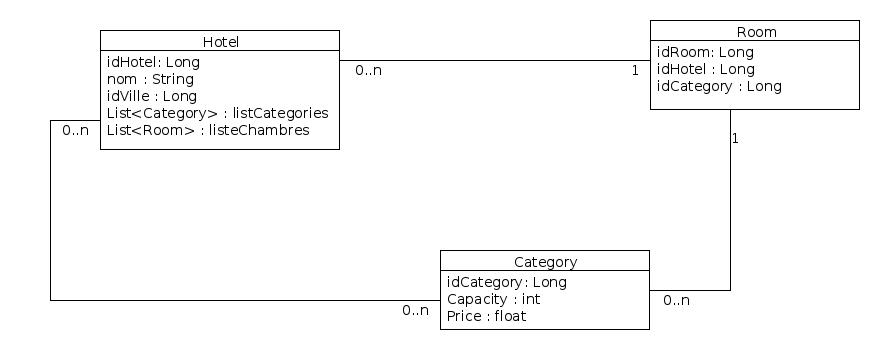 Hotel
idHotel: Long
nom : String
idVille : Long
List<Category> : listCategories
List<Room> : listeChambres
0..n
1
Room
idRoom: Long
idHotel : Long
idCategory : Long
0..n
1
Category
idCategory: Long
Capacity : int
Price : float
0..n
0..n